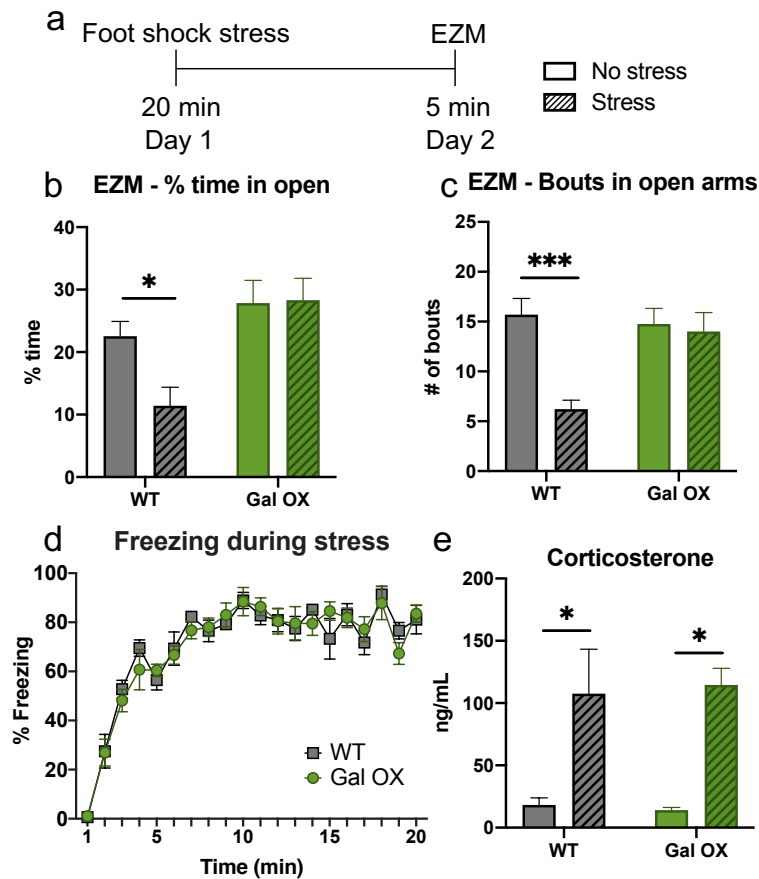 a
Foot shock stress
EZM
20 min
Day 1
5 min
Day 2
No stress
Stress
b
EZM - % time in open
40
30
20
10
0
% time
*
WT
Gal OX
c
EZM - Bouts in open arms
25
20
15
10
5
0
# of bouts
***
WT
Gal OX
d
Freezing during stress
100
80
60
40
20
0
% Freezing
WT
Gal OX
1
5
10
15
20
Time (min)
e
Corticosterone
200
150
100
50
0
ng/mL
*
*
WT
Gal OX